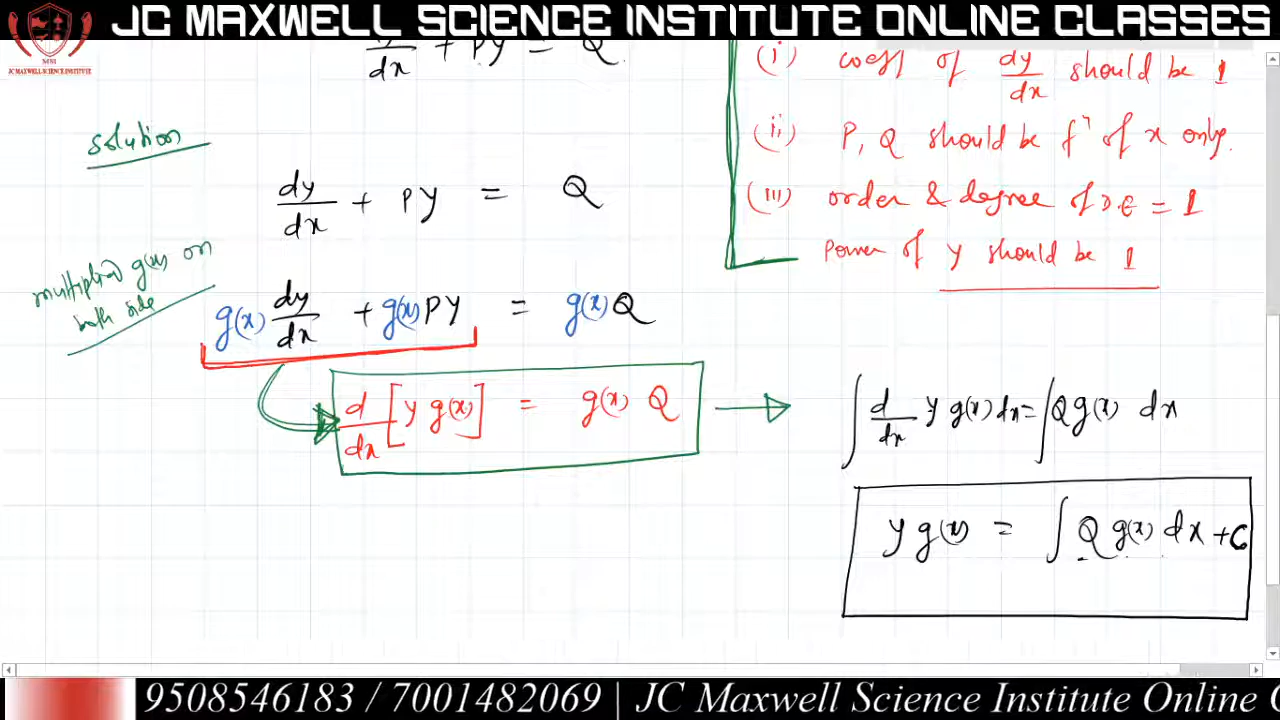 JC MAXWELL SCIENCE INSTITUTE ONLINE CLASSES
JC MAXWELL SCIENCE INSTITUTE
dy/dx + Py = Q
(i) coeff of dy/dx should be 1
(ii) P, Q should be fⁿ of x only.
(iii) order & degree of D.E = 1
Power of y should be 1
solution
dy/dx + Py = Q
multiplied g(x) on
both side
g(x) dy/dx + g(x) Py = g(x) Q
d/dx [y g(x)] = g(x) Q
∫ d/dx y g(x) dx = ∫ Q g(x) dx
y g(x) = ∫ Q g(x) dx + C
9508546183 / 7001482069 | JC Maxwell Science Institute Online C